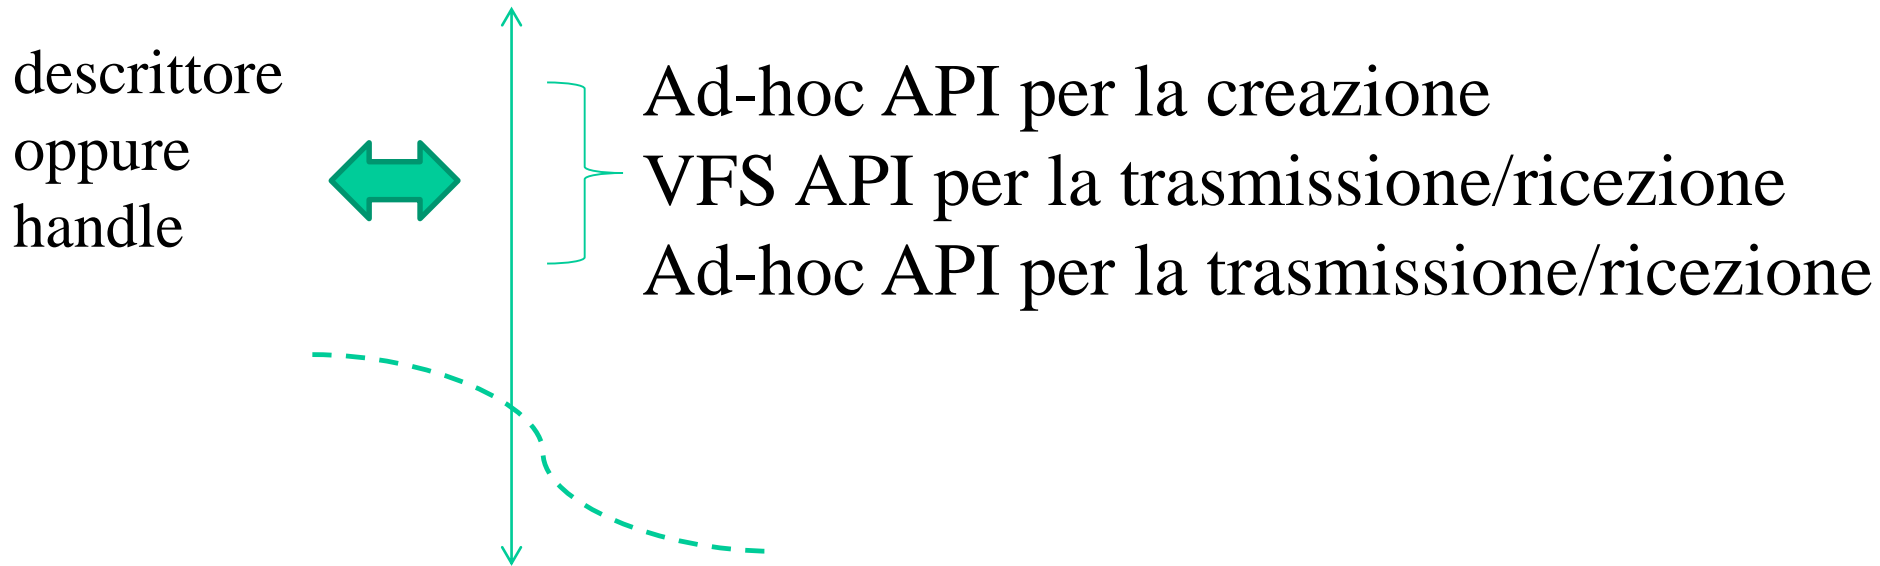 descrittore
oppure
handle
Ad-hoc API per la creazione
VFS API per la trasmissione/ricezione
Ad-hoc API per la trasmissione/ricezione